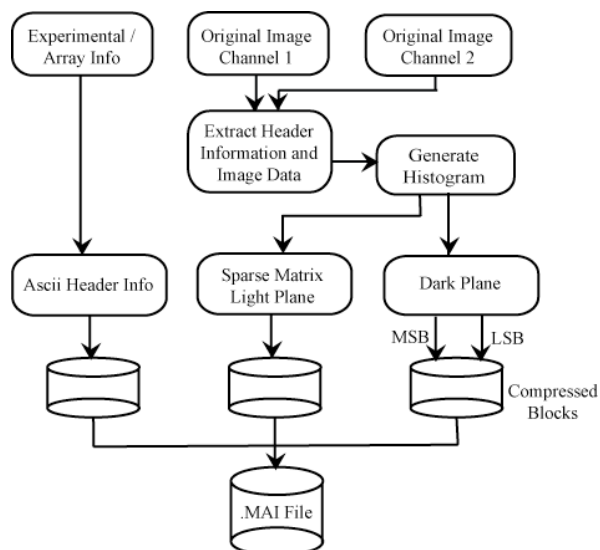 Experimental /
Array Info
Original Image
Channel 1
Original Image
Channel 2
Extract Header
Information and
Image Data
Generate
Histogram
Ascii Header Info
Sparse Matrix
Light Plane
Dark Plane
MSB
LSB
Compressed
Blocks
.MAI File